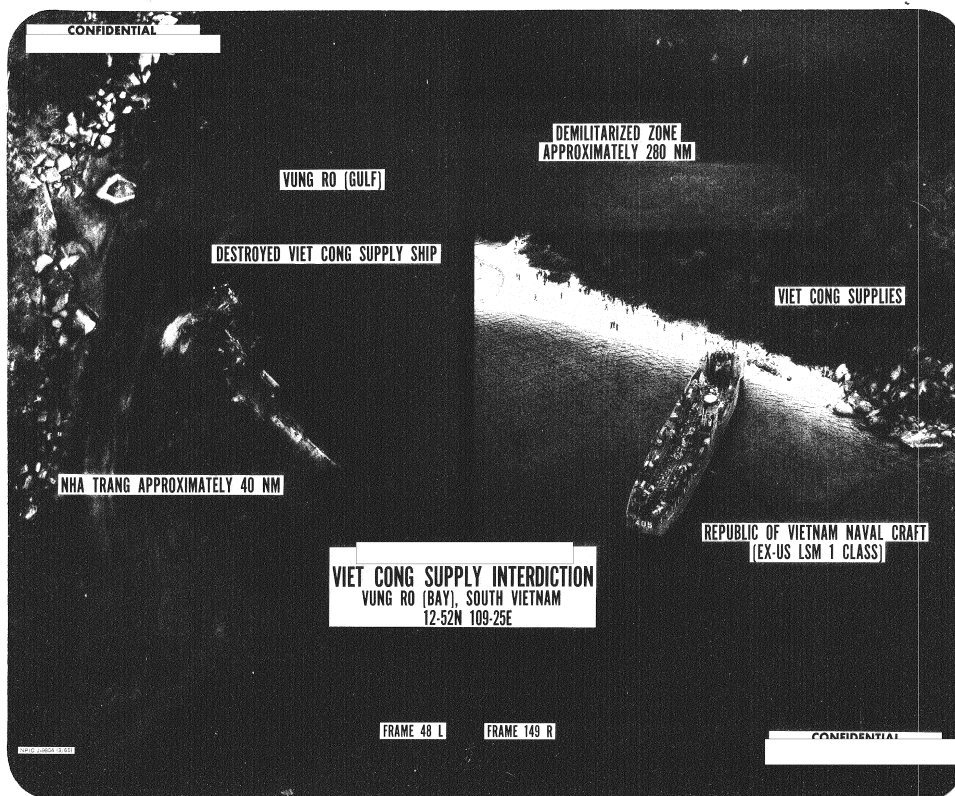 CONFIDENTIAL
DEMILITARIZED ZONE
APPROXIMATELY 280 NM
VUNG RO (GULF)
DESTROYED VIET CONG SUPPLY SHIP
VIET CONG SUPPLIES
NHA TRANG APPROXIMATELY 40 NM
REPUBLIC OF VIETNAM NAVAL CRAFT
(EX-US LSM 1 CLASS)
VIET CONG SUPPLY INTERDICTION
VUNG RO (BAY), SOUTH VIETNAM
12-52N 109-25E
FRAME 48 L
FRAME 149 R
CONFIDENTIAL